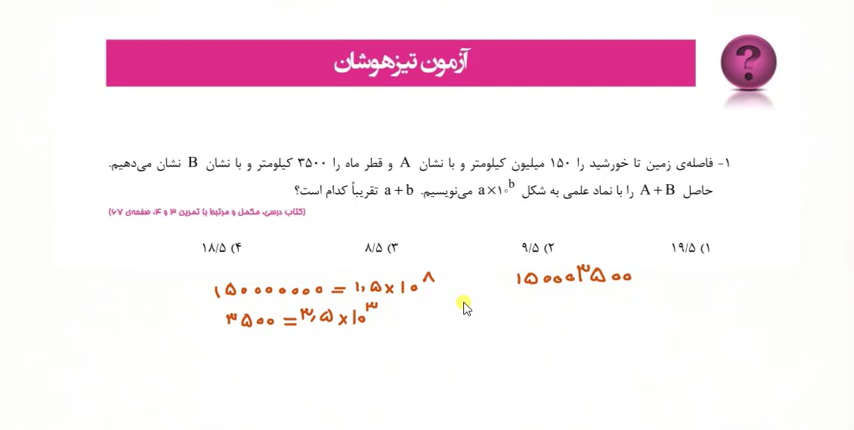 آزمون تیزهوشان
?
۱- فاصله‌ی زمین تا خورشید را ۱۵۰ میلیون کیلومتر و با نشان A و قطر ماه را ۳۵۰۰ کیلومتر و با نشان B نشان می‌دهیم.
حاصل A+B را با نماد علمی به شکل a×۱۰^b می‌نویسیم. a+b تقریباً کدام است؟
(کتاب درسی، مکمل و مرتبط با تمرین ۳ و ۴، صفحه‌ی ۶۷)
۱) ۱۹/۵ ۲) ۹/۵ ۳) ۸/۵ ۴) ۱۸/۵
۱۵۰۰۰۳۵۰۰
۱۵۰۰۰۰۰۰۰ = ۱,۵×۱۰^۸
۳۵۰۰ = ۳,۵×۱۰^۳